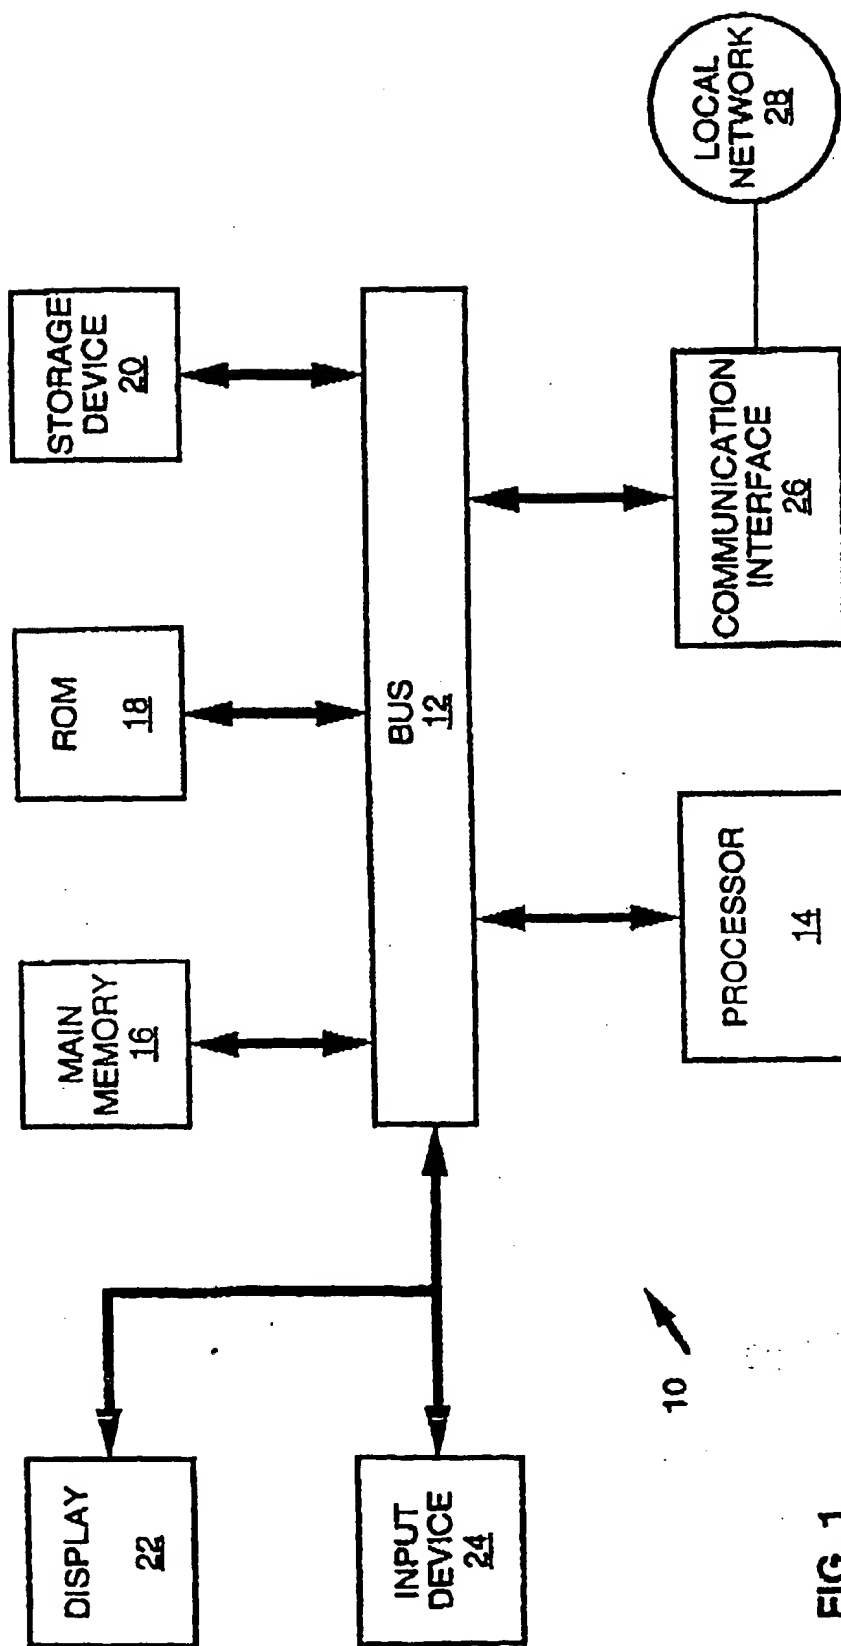 DISPLAY
22
INPUT
DEVICE
24
MAIN
MEMORY
16
ROM
18
STORAGE
DEVICE
20
BUS
12
10
PROCESSOR
14
COMMUNICATION
INTERFACE
26
LOCAL
NETWORK
28
FIG. 1